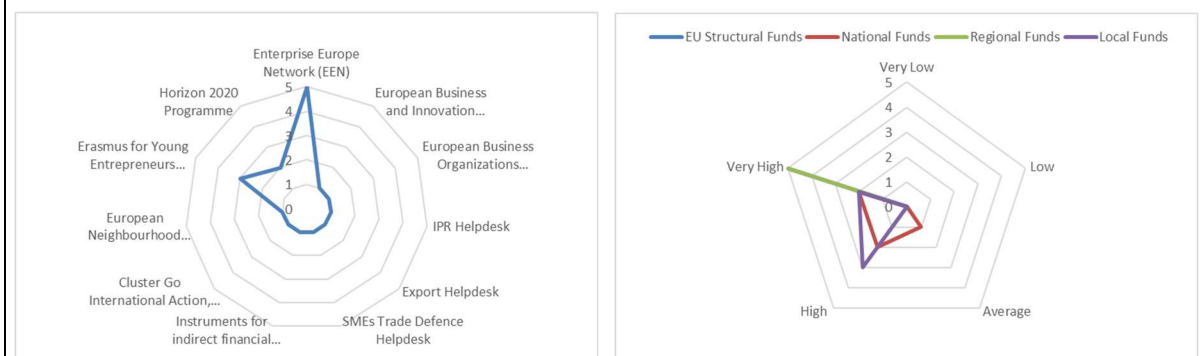 Enterprise Europe
Network (EEN)
5
4
3
2
1
0
European Business
and Innovation...
European Business
Organizations...
IPR Helpdesk
Export Helpdesk
SMEs Trade Defence
Helpdesk
Instruments for
indirect financial...
Cluster Go
International Action,...
European
Neighbourhood...
Erasmus for Young
Entrepreneurs...
Horizon 2020
Programme
EU Structural Funds National Funds Regional Funds Local Funds
Very Low
5
4
3
2
1
0
Low
Average
High
Very High